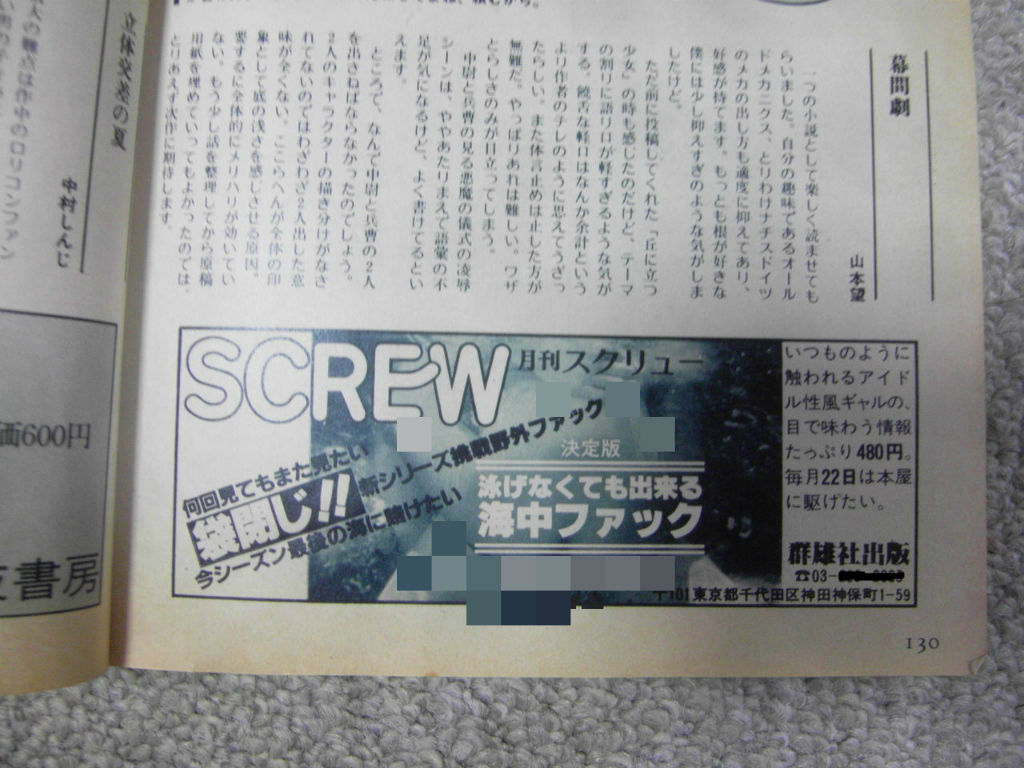 幕間劇
山本望
一つの小説として楽しく読ませても
らいました。自分の趣味であるオール
ドメカニクス、とりわけナチスドイツ
のメカの出し方も適度に抑えてあり、
好感が持てます。もっとも根が好きな
僕には少し抑えすぎのような気がしま
したけど。
ただ前に投稿してくれた「丘に立つ
少女」の時も感じたのだけど、テーマ
の割りに語り口が軽すぎるような気が
する。饒舌な軽口はなんか余計という
より作者のテレのように思えてうざっ
たらしい。また体言止めは止した方が
無難だ。やっぱりあれは難しい。ワザ
とらしさのみが目立ってしまう。
中尉と兵曹の見る悪魔の儀式の凌辱
シーンは、ややあたりまえで語彙の不
足が気になるけど、よく書けてるとい
えます。
ところで、なんで中尉と兵曹の2人
を出さねばならなかったのでしょう。
2人のキャラクターの描き分けがなさ
れてないのではわざわざ2人出した意
味が全くない。ここらへんが全体の印
象として底の浅さを感じさせる原因。
要するに全体的にメリハリが効いてい
ない。もう少し話を整理してから原稿
用紙を埋めていってもよかったのでは。
とりあえず次作に期待します。
立体交差の夏
中村しんじ
人の難点は作中のロリコンファン
価600円
書房
SCREW
月刊スクリュー
何回見てもまた見たい
袋閉じ!!
新シリーズ挑戦野外ファック
今シーズン最後の海に賭けたい
決定版
泳げなくても出来る
海中ファック
いつものように
触われるアイド
ル性風ギャルの、
目で味わう情報
たっぷり480円。
毎月22日は本屋
に駆けたい。
群雄社出版
☎03-
〒101東京都千代田区神田神保町1-59
130